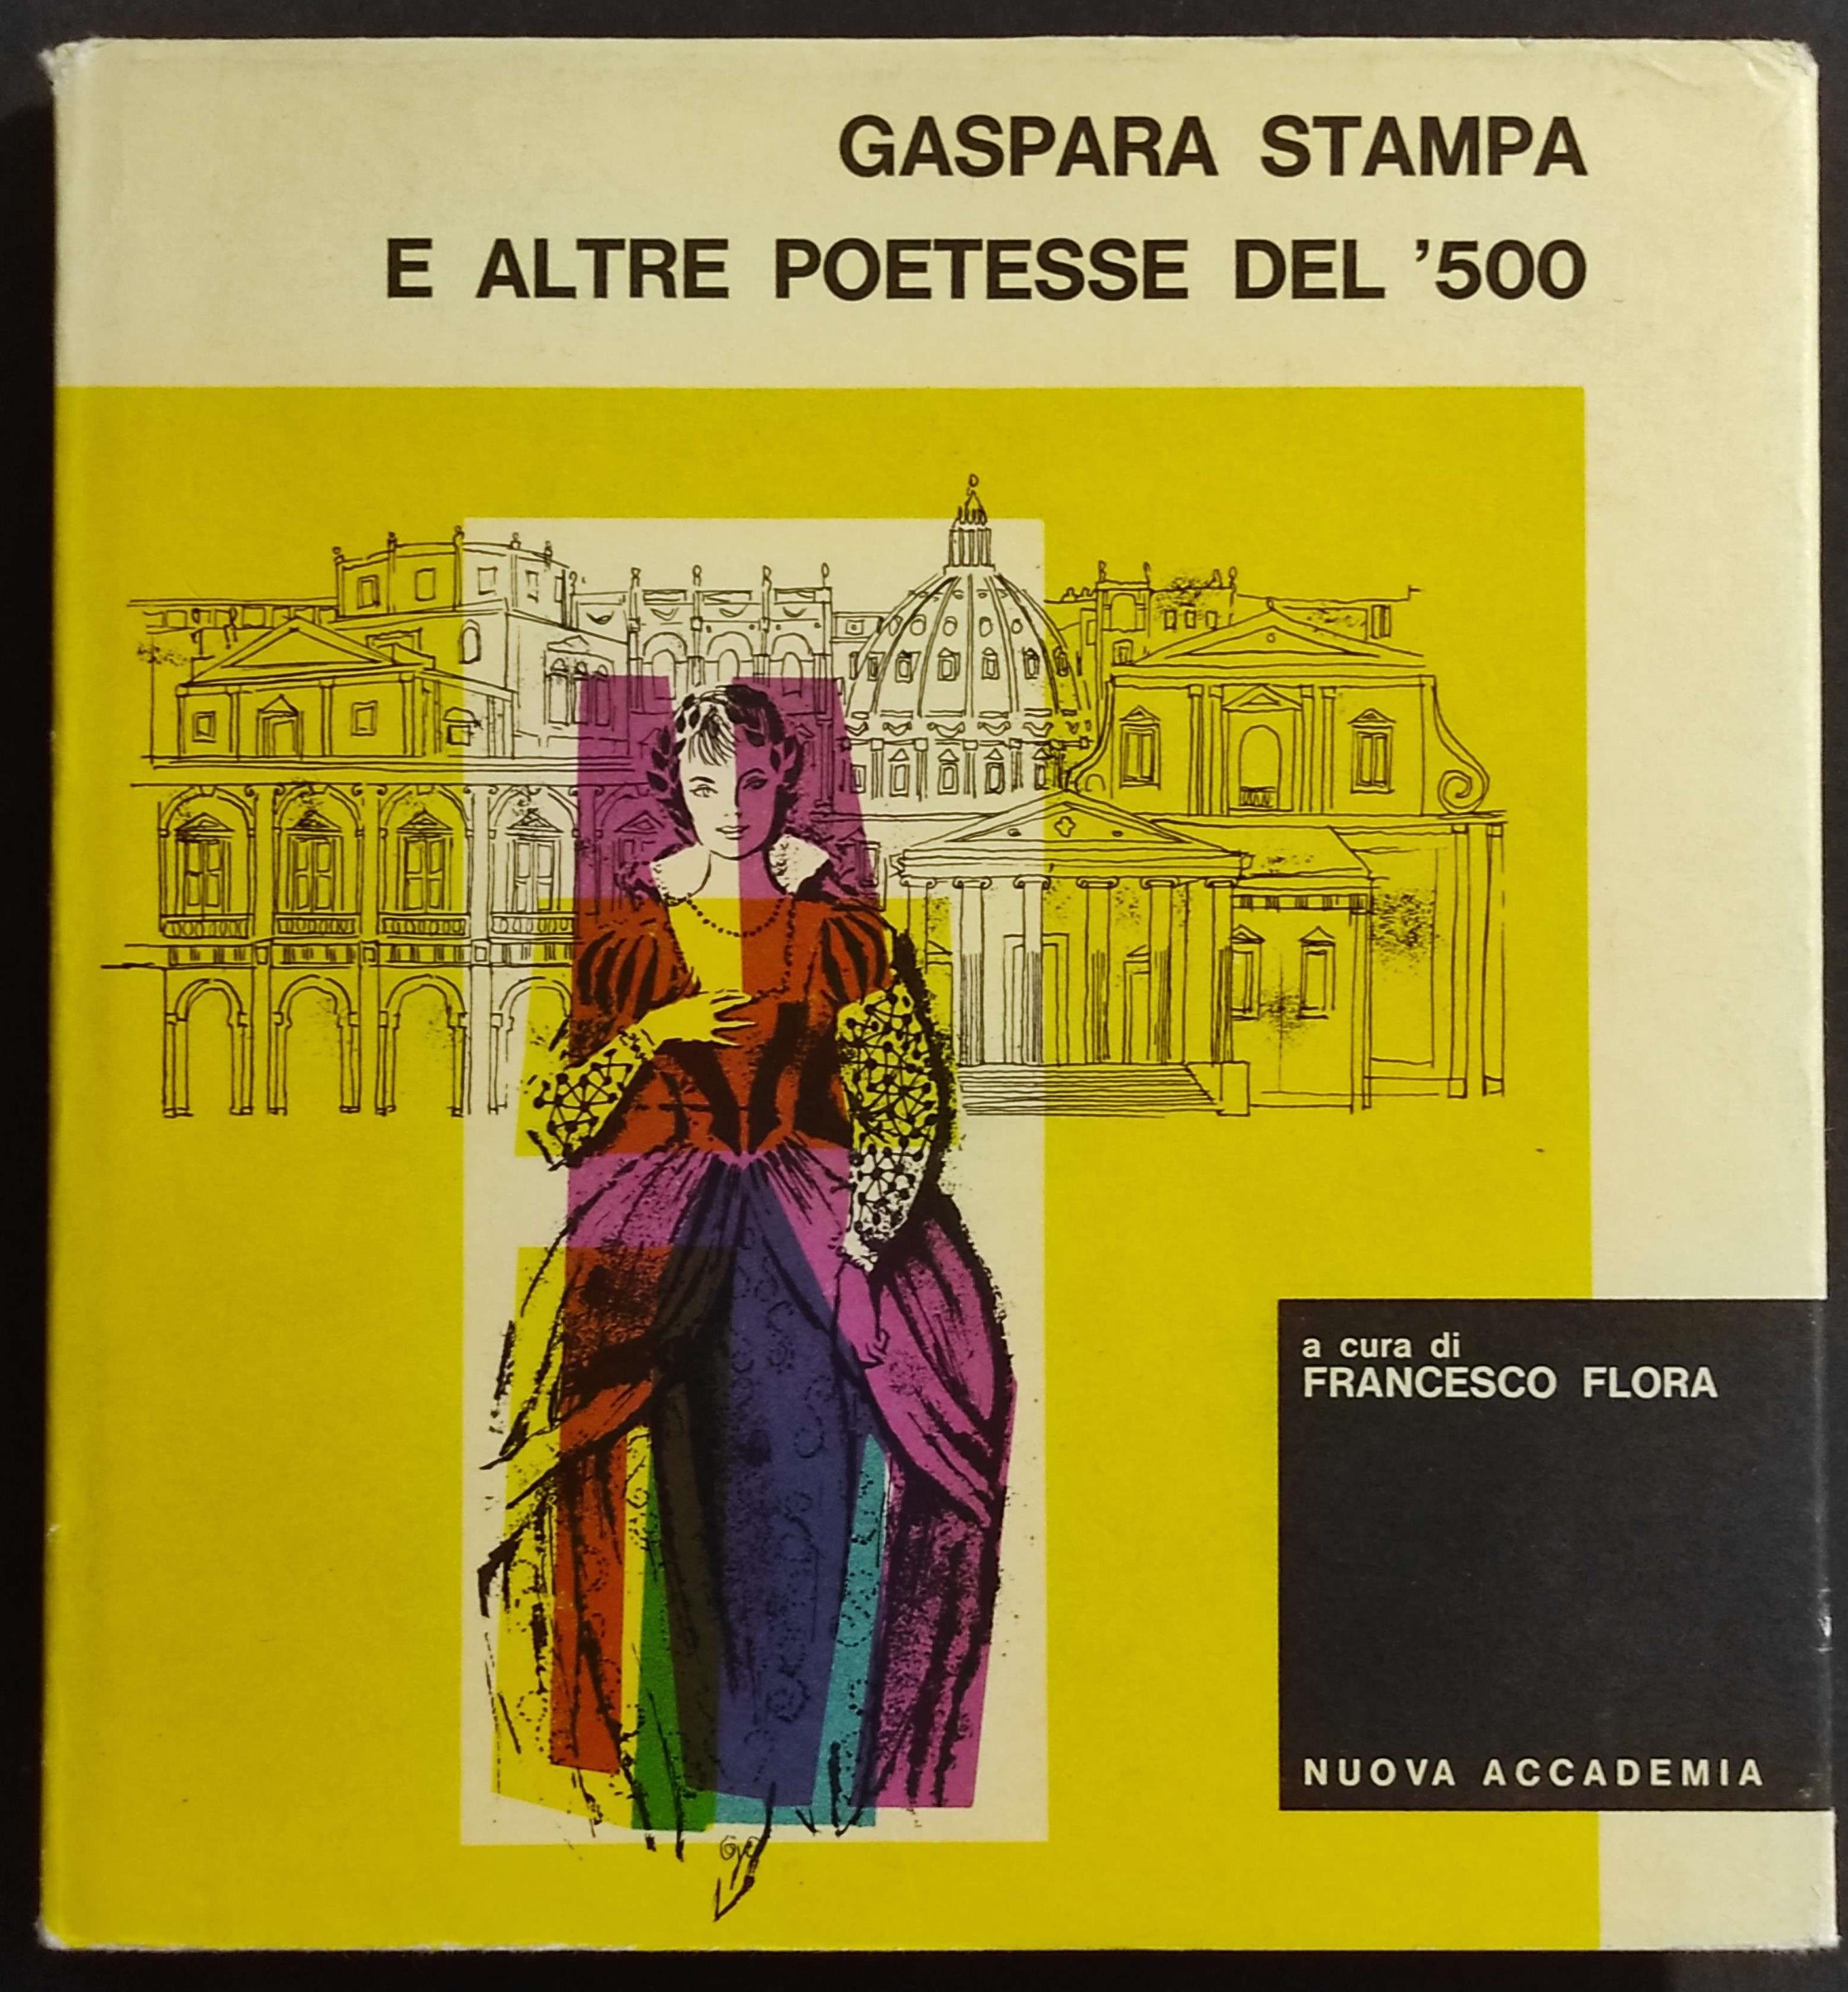 GASPARA STAMPA
E ALTRE POETESSE DEL ’500
a cura di
FRANCESCO FLORA
NUOVA ACCADEMIA